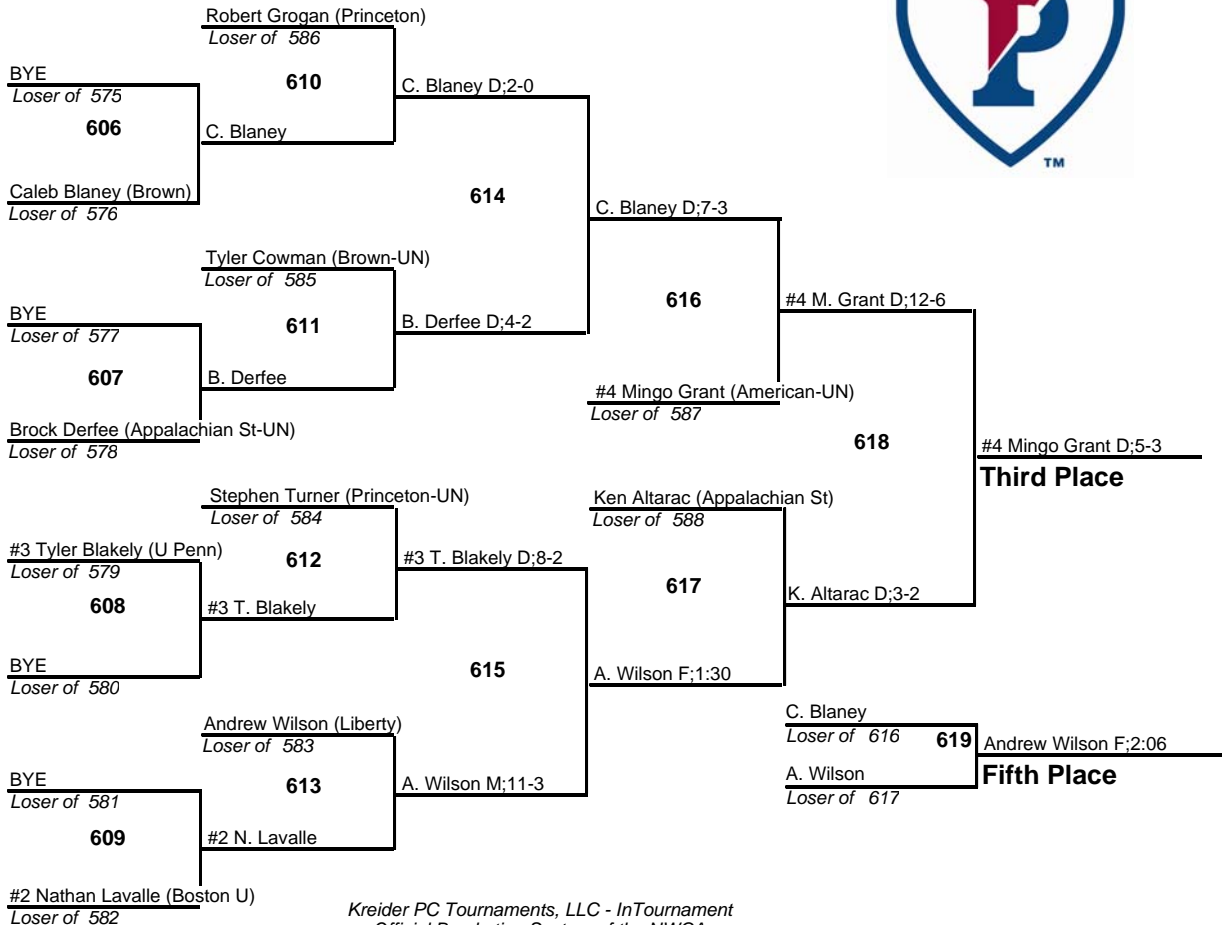 Robert Grogan (Princeton)
Loser of 586
P
TM
BYE
Loser of 575
610
C. Blaney D;2-0
606
C. Blaney
Caleb Blaney (Brown)
Loser of 576
614
C. Blaney D;7-3
Tyler Cowman (Brown-UN)
Loser of 585
BYE
Loser of 577
611
B. Derfee D;4-2
616
#4 M. Grant D;12-6
607
B. Derfee
#4 Mingo Grant (American-UN)
Loser of 587
Brock Derfee (Appalachian St-UN)
Loser of 578
618
#4 Mingo Grant D;5-3
Third Place
Stephen Turner (Princeton-UN)
Loser of 584
Ken Altarac (Appalachian St)
Loser of 588
#3 Tyler Blakely (U Penn)
Loser of 579
612
#3 T. Blakely D;8-2
617
K. Altarac D;3-2
608
#3 T. Blakely
BYE
Loser of 580
615
A. Wilson F;1:30
Andrew Wilson (Liberty)
Loser of 583
C. Blaney
Loser of 616
619
Andrew Wilson F;2:06
Fifth Place
A. Wilson
Loser of 617
BYE
Loser of 581
613
A. Wilson M;11-3
609
#2 N. Lavalle
#2 Nathan Lavalle (Boston U)
Loser of 582
Kreider PC Tournaments, LLC - InTournament